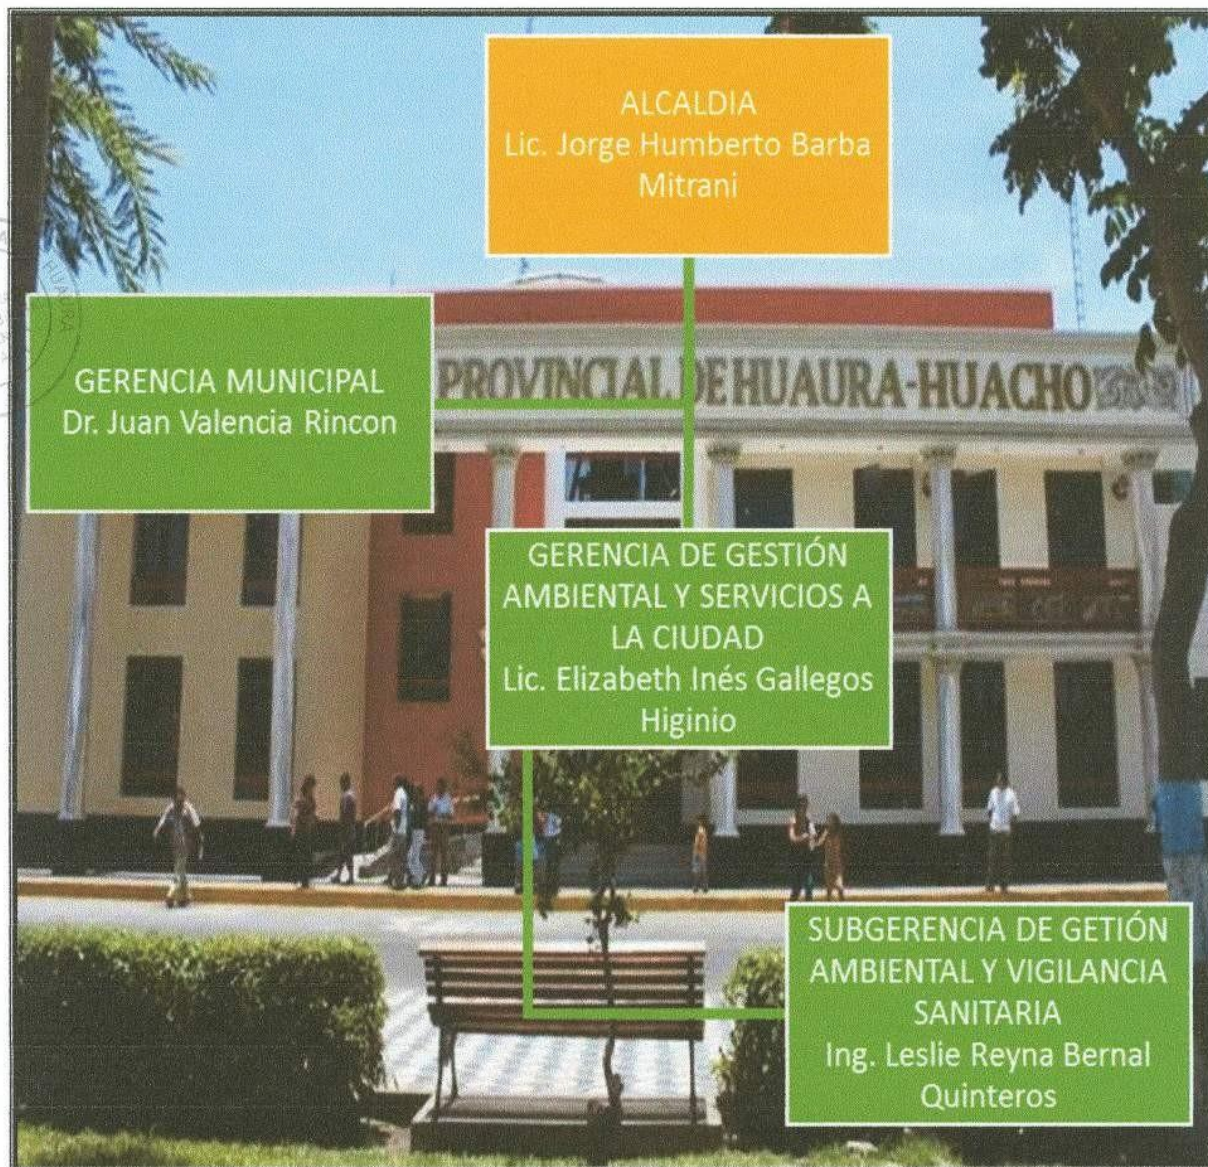 ALCALDIA
Lic. Jorge Humberto Barba
Mitrani
HUAURA
GERENCIA MUNICIPAL
Dr. Juan Valencia Rincon
PROVINCIAL DE HUAURA-HUACHO
GERENCIA DE GESTIÓN
AMBIENTAL Y SERVICIOS A
LA CIUDAD
Lic. Elizabeth Inés Gallegos
Higinio
SUBGERENCIA DE GETIÓN
AMBIENTAL Y VIGILANCIA
SANITARIA
Ing. Leslie Reyna Bernal
Quinteros